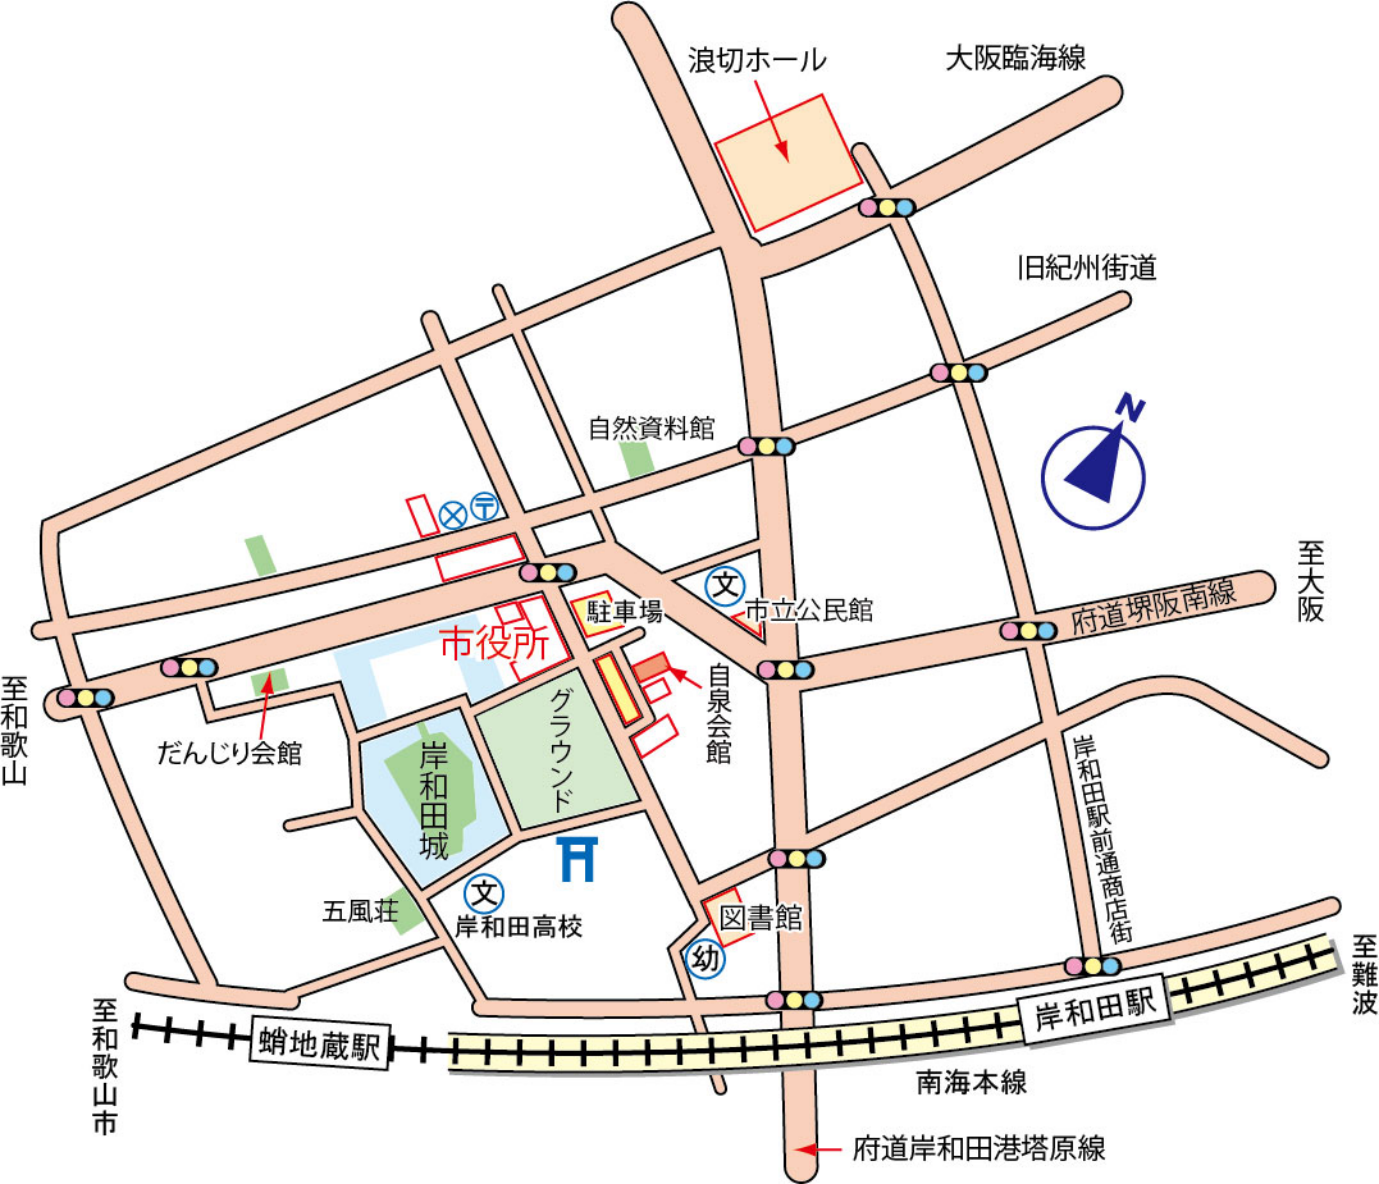 浪切ホール
大阪臨海線
旧紀州街道
N
自然資料館
〒
至大阪
府道堺阪南線
文
市立公民館
駐車場
市役所
自泉会館
至和歌山
だんじり会館
グラウンド
岸和田城
岸和田駅前通商店街
五風荘
文
岸和田高校
図書館
幼
至難波
至和歌山市
蛸地蔵駅
岸和田駅
南海本線
府道岸和田港塔原線